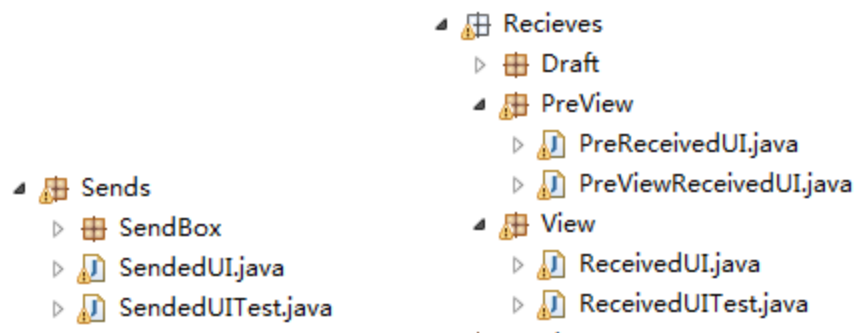 Sends
SendBox
SendedUI.java
SendedUITest.java
Recieves
Draft
PreView
PreReceivedUI.java
PreViewReceivedUI.java
View
ReceivedUI.java
ReceivedUITest.java